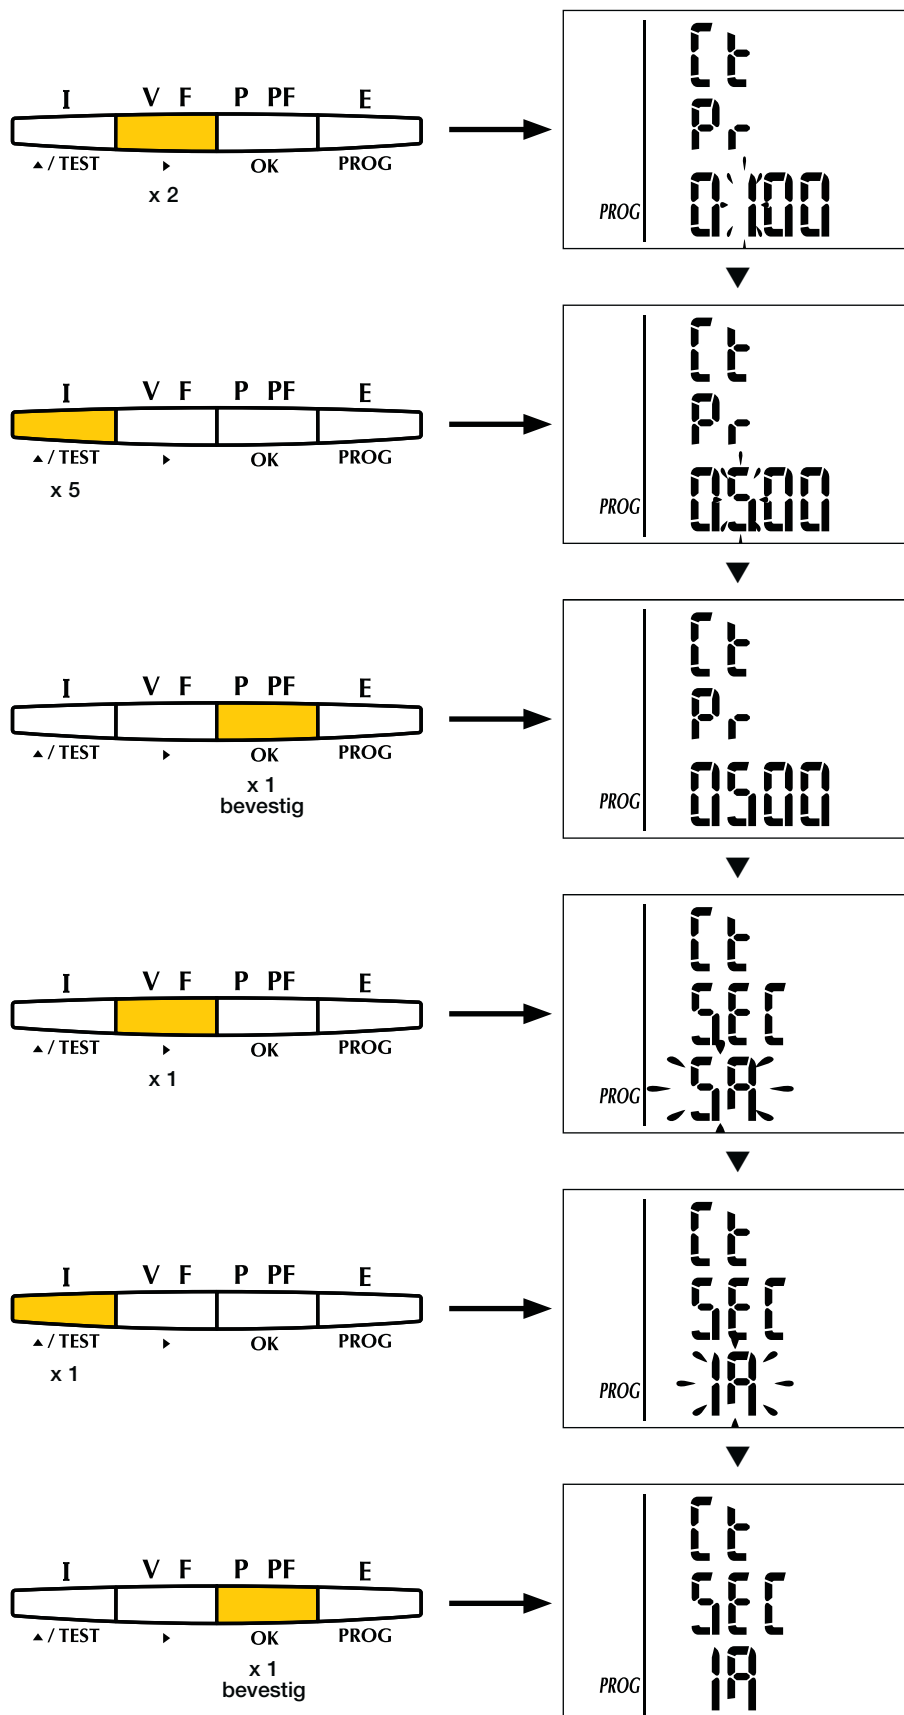 I V F P PF E
▲ / TEST ▶ OK PROG
x 2
Ct
Pr
0100
PROG
I V F P PF E
▲ / TEST ▶ OK PROG
x 5
Ct
Pr
0500
PROG
I V F P PF E
▲ / TEST ▶ OK PROG
x 1
bevestig
Ct
Pr
0500
PROG
I V F P PF E
▲ / TEST ▶ OK PROG
x 1
Ct
SEC
5A
PROG
I V F P PF E
▲ / TEST ▶ OK PROG
x 1
Ct
SEC
1A
PROG
I V F P PF E
▲ / TEST ▶ OK PROG
x 1
bevestig
Ct
SEC
1A
PROG